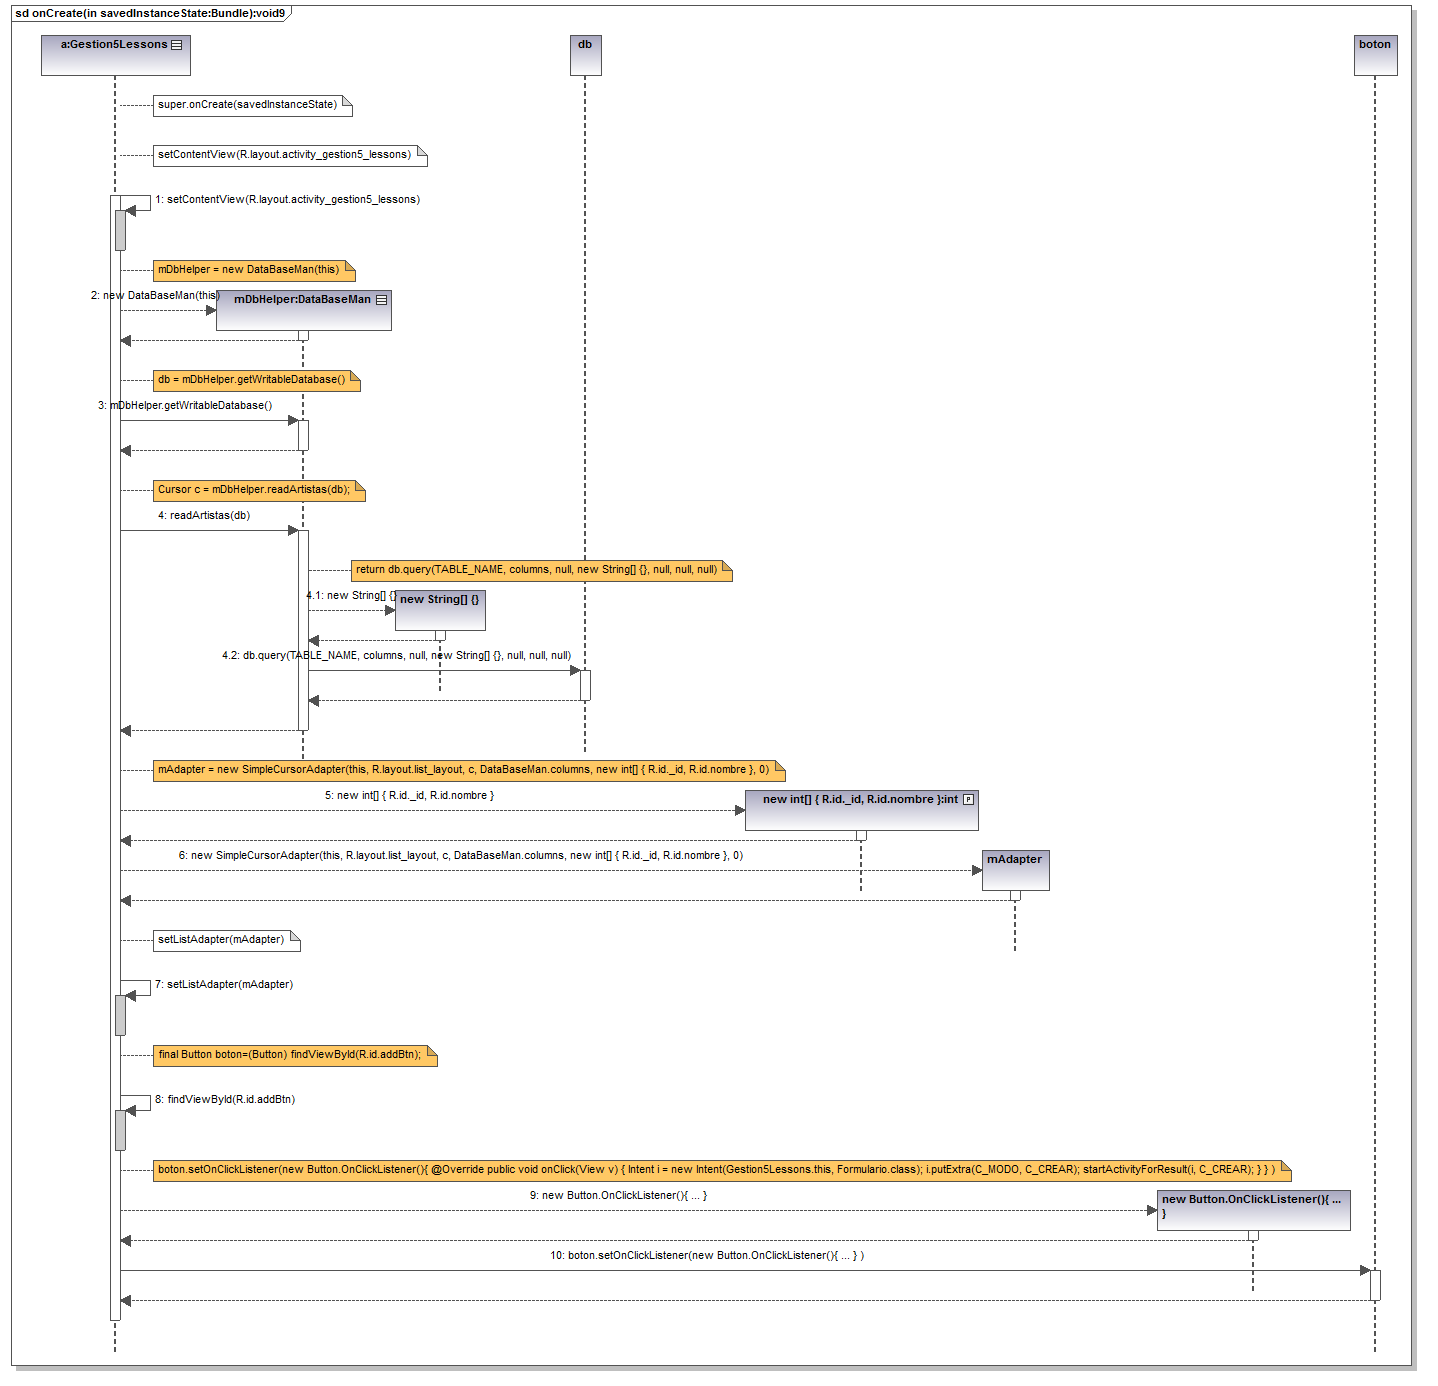 sd onCreate(in savedInstanceState:Bundle):void9
a:Gestion5Lessons
db
boton
super.onCreate(savedInstanceState)
setContentView(R.layout.activity_gestion5_lessons)
1: setContentView(R.layout.activity_gestion5_lessons)
mDbHelper = new DataBaseMan(this)
2: new DataBaseMan(this)
mDbHelper:DataBaseMan
db = mDbHelper.getWritableDatabase()
3: mDbHelper.getWritableDatabase()
Cursor c = mDbHelper.readArtistas(db);
4: readArtistas(db)
return db.query(TABLE_NAME, columns, null, new String[] {}, null, null, null)
4.1: new String[] {}
new String[] {}
4.2: db.query(TABLE_NAME, columns, null, new String[] {}, null, null, null)
mAdapter = new SimpleCursorAdapter(this, R.layout.list_layout, c, DataBaseMan.columns, new int[] { R.id._id, R.id.nombre }, 0)
5: new int[] { R.id._id, R.id.nombre }
new int[] { R.id._id, R.id.nombre }:int
P
6: new SimpleCursorAdapter(this, R.layout.list_layout, c, DataBaseMan.columns, new int[] { R.id._id, R.id.nombre }, 0)
mAdapter
setListAdapter(mAdapter)
7: setListAdapter(mAdapter)
final Button boton=(Button) findViewById(R.id.addBtn);
8: findViewById(R.id.addBtn)
boton.setOnClickListener(new Button.OnClickListener(){ @Override public void onClick(View v) { Intent i = new Intent(Gestion5Lessons.this, Formulario.class); i.putExtra(C_MODO, C_CREAR); startActivityForResult(i, C_CREAR); } } )
9: new Button.OnClickListener(){ ... }
new Button.OnClickListener(){ ...
}
10: boton.setOnClickListener(new Button.OnClickListener(){ ... } )